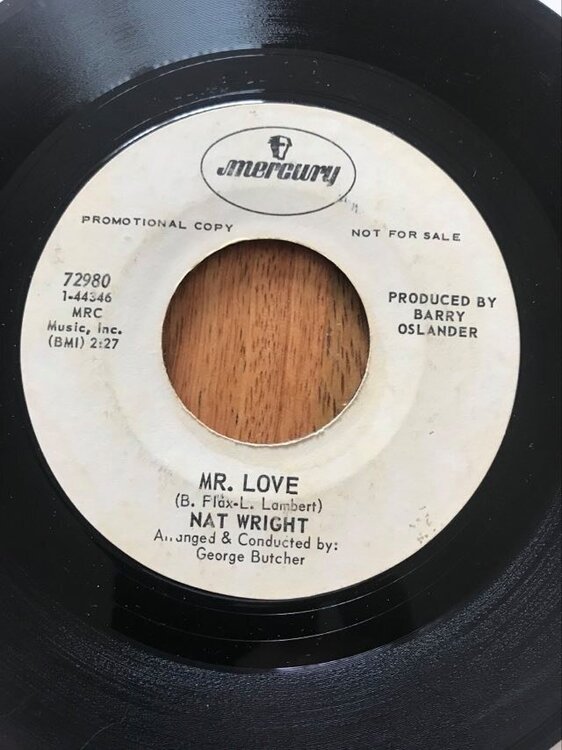 mercury
PROMOTIONAL COPY
NOT FOR SALE
72980
1-44346
MRC
Music, Inc.
(BMI) 2:27
PRODUCED BY
BARRY
OSLANDER
MR. LOVE
(B. Flax-L. Lambert)
NAT WRIGHT
Arranged & Conducted by:
George Butcher